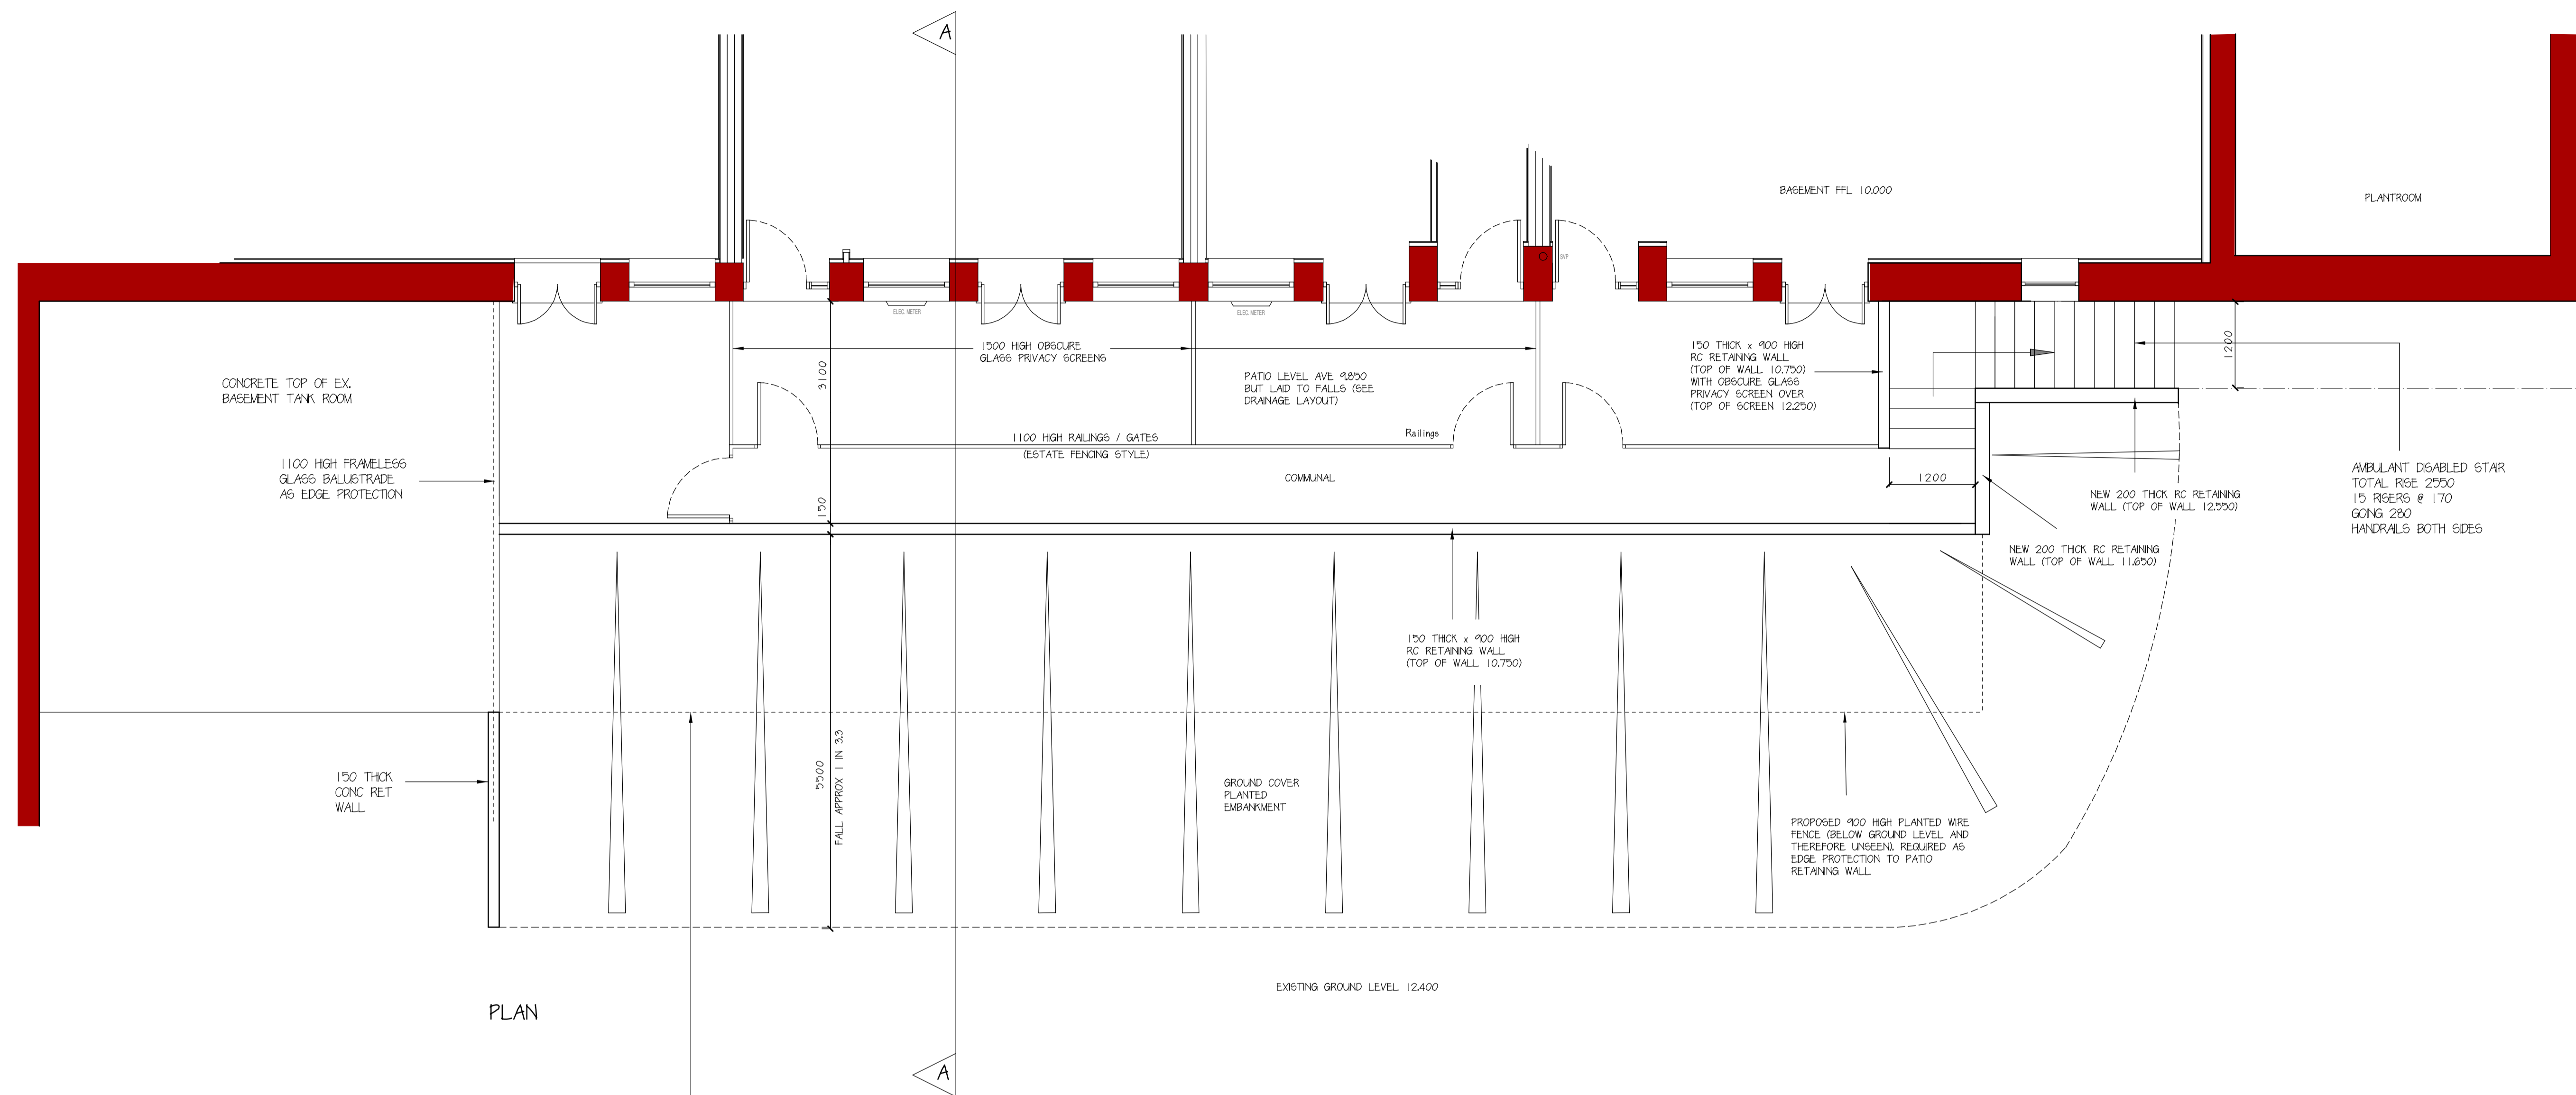 A
BASEMENT FFL 10.000
PLANTROOM
SVP
ELEC. METER
ELEC. METER
1500 HIGH OBSCURE
GLASS PRIVACY SCREENS
150 THICK x 900 HIGH
RC RETAINING WALL
(TOP OF WALL 10.750)
WITH OBSCURE GLASS
PRIVACY SCREEN OVER
(TOP OF SCREEN 12.250)
1200
3100
PATIO LEVEL AVE 9.850
BUT LAID TO FALLS (SEE
DRAINAGE LAYOUT)
CONCRETE TOP OF EX.
BASEMENT TANK ROOM
1100 HIGH RAILINGS / GATES
(ESTATE FENCING STYLE)
Railings
1100 HIGH FRAMELESS
GLASS BALUSTRADE
AS EDGE PROTECTION
COMMUNAL
1200
AMBULANT DISABLED STAIR
TOTAL RISE 2550
15 RISERS @ 170
GOING 280
HANDRAILS BOTH SIDES
NEW 200 THICK RC RETAINING
WALL (TOP OF WALL 12.550)
150
NEW 200 THICK RC RETAINING
WALL (TOP OF WALL 11.650)
150 THICK x 900 HIGH
RC RETAINING WALL
(TOP OF WALL 10.750)
150 THICK
CONC RET
WALL
5500
FALL APPROX 1 IN 3.3
GROUND COVER
PLANTED
EMBANKMENT
PROPOSED 900 HIGH PLANTED WIRE
FENCE (BELOW GROUND LEVEL AND
THEREFORE UNSEEN). REQUIRED AS
EDGE PROTECTION TO PATIO
RETAINING WALL
EXISTING GROUND LEVEL 12.400
PLAN
A